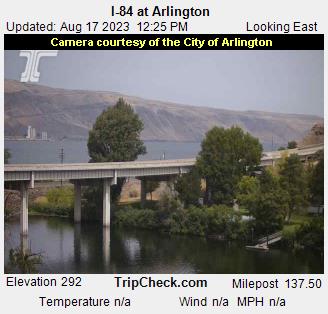 I-84 at Arlington
Updated: Aug 17 2023 12:25 PM Looking East
Camera courtesy of the City of Arlington
Elevation 292 TripCheck.com Milepost 137.50
Temperature n/a Wind n/a MPH n/a